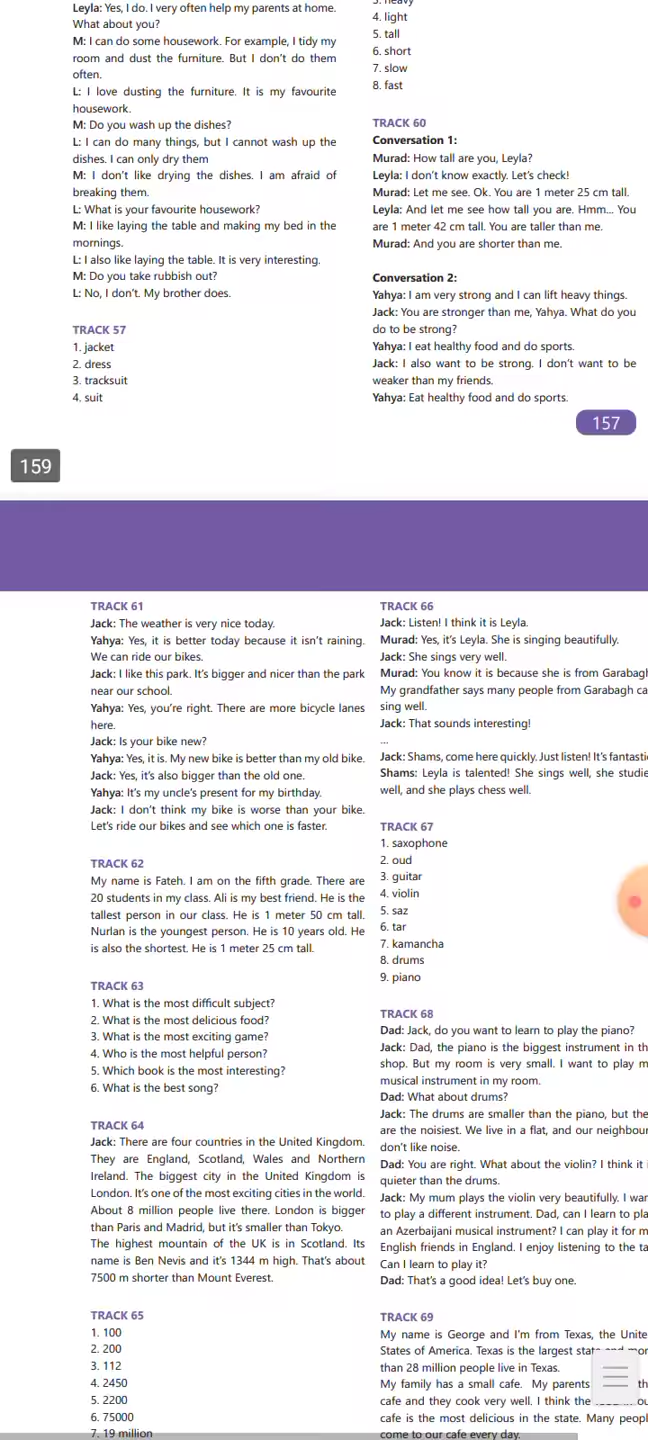 Leyla: Yes, I do. I very often help my parents at home.
What about you?
M: I can do some housework. For example, I tidy my
room and dust the furniture. But I don't do them
often.
L: I love dusting the furniture. It is my favourite
housework.
M: Do you wash up the dishes?
L: I can do many things, but I cannot wash up the
dishes. I can only dry them
M: I don't like drying the dishes. I am afraid of
breaking them.
L: What is your favourite housework?
M: I like laying the table and making my bed in the
mornings.
L: I also like laying the table. It is very interesting.
M: Do you take rubbish out?
L: No, I don't. My brother does.
TRACK 57
1. jacket
2. dress
3. tracksuit
4. suit
3. heavy
4. light
5. tall
6. short
7. slow
8. fast
TRACK 60
Conversation 1:
Murad: How tall are you, Leyla?
Leyla: I don't know exactly. Let's check!
Murad: Let me see. Ok. You are 1 meter 25 cm tall.
Leyla: And let me see how tall you are. Hmm... You
are 1 meter 42 cm tall. You are taller than me.
Murad: And you are shorter than me.
Conversation 2:
Yahya: I am very strong and I can lift heavy things.
Jack: You are stronger than me, Yahya. What do you
do to be strong?
Yahya: I eat healthy food and do sports.
Jack: I also want to be strong. I don't want to be
weaker than my friends.
Yahya: Eat healthy food and do sports.
157
159
TRACK 61
Jack: The weather is very nice today.
Yahya: Yes, it is better today because it isn't raining.
We can ride our bikes.
Jack: I like this park. It's bigger and nicer than the park
near our school.
Yahya: Yes, you're right. There are more bicycle lanes
here.
Jack: Is your bike new?
Yahya: Yes, it is. My new bike is better than my old bike.
Jack: Yes, it's also bigger than the old one.
Yahya: It's my uncle's present for my birthday.
Jack: I don't think my bike is worse than your bike.
Let's ride our bikes and see which one is faster.
TRACK 62
My name is Fateh. I am on the fifth grade. There are
20 students in my class. Ali is my best friend. He is the
tallest person in our class. He is 1 meter 50 cm tall.
Nurlan is the youngest person. He is 10 years old. He
is also the shortest. He is 1 meter 25 cm tall.
TRACK 63
1. What is the most difficult subject?
2. What is the most delicious food?
3. What is the most exciting game?
4. Who is the most helpful person?
5. Which book is the most interesting?
6. What is the best song?
TRACK 64
Jack: There are four countries in the United Kingdom.
They are England, Scotland, Wales and Northern
Ireland. The biggest city in the United Kingdom is
London. It's one of the most exciting cities in the world.
About 8 million people live there. London is bigger
than Paris and Madrid, but it's smaller than Tokyo.
The highest mountain of the UK is in Scotland. Its
name is Ben Nevis and it's 1344 m high. That's about
7500 m shorter than Mount Everest.
TRACK 65
1. 100
2. 200
3. 112
4. 2450
5. 2200
6. 75000
7. 19 million
TRACK 66
Jack: Listen! I think it is Leyla.
Murad: Yes, it's Leyla. She is singing beautifully.
Jack: She sings very well.
Murad: You know it is because she is from Garabagh
My grandfather says many people from Garabagh ca
sing well.
Jack: That sounds interesting!
...
Jack: Shams, come here quickly. Just listen! It's fantasti
Shams: Leyla is talented! She sings well, she studie
well, and she plays chess well.
TRACK 67
1. saxophone
2. oud
3. guitar
4. violin
5. saz
6. tar
7. kamancha
8. drums
9. piano
TRACK 68
Dad: Jack, do you want to learn to play the piano?
Jack: Dad, the piano is the biggest instrument in th
shop. But my room is very small. I want to play m
musical instrument in my room.
Dad: What about drums?
Jack: The drums are smaller than the piano, but the
are the noisiest. We live in a flat, and our neighbour
don't like noise.
Dad: You are right. What about the violin? I think it i
quieter than the drums.
Jack: My mum plays the violin very beautifully. I wan
to play a different instrument. Dad, can I learn to pla
an Azerbaijani musical instrument? I can play it for m
English friends in England. I enjoy listening to the ta
Can I learn to play it?
Dad: That's a good idea! Let's buy one.
TRACK 69
My name is George and I'm from Texas, the Unite
States of America. Texas is the largest state and mor
than 28 million people live in Texas.
My family has a small cafe. My parents th
cafe and they cook very well. I think the ou
cafe is the most delicious in the state. Many peopl
come to our cafe every day.